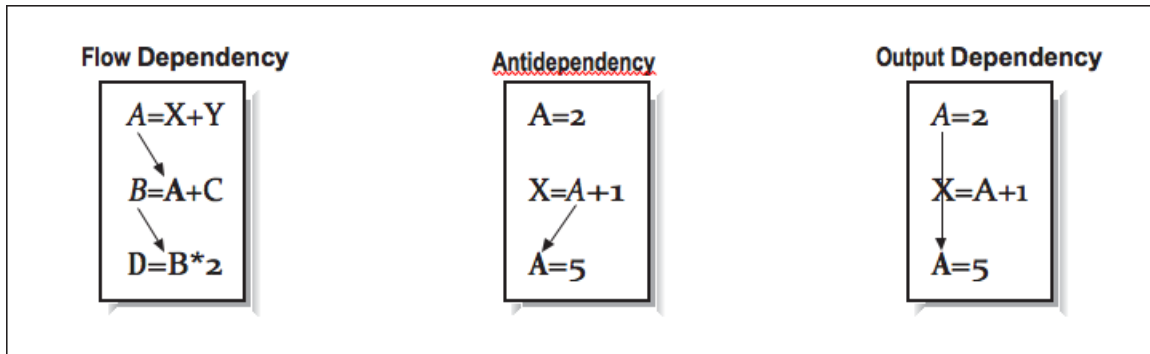 Flow Dependency
A=X+Y
B=A+C
D=B*2
Antidependency
A=2
X=A+1
A=5
Output Dependency
A=2
X=A+1
A=5